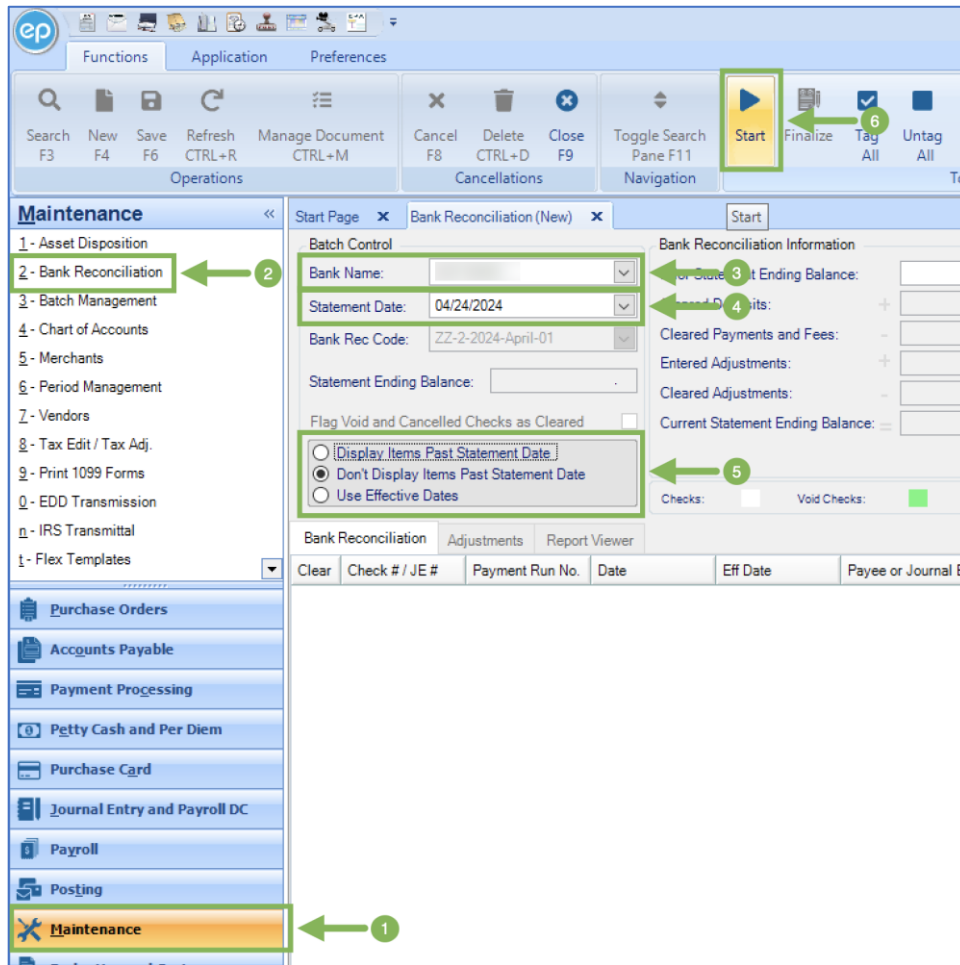 ep
Functions Application Preferences
Search New Save Refresh Manage Document Cancel Delete Close Toggle Search Start Finalize Tag Untag
F3 F4 F6 CTRL+R CTRL+M F8 CTRL+D F9 Pane F11 All All
6
Operations Cancellations Navigation
Maintenance « Start Page X Bank Reconciliation (New) X Start
1 - Asset Disposition
2 - Bank Reconciliation
2
3 - Batch Management
4 - Chart of Accounts
5 - Merchants
6 - Period Management
7 - Vendors
8 - Tax Edit / Tax Adj.
9 - Print 1099 Forms
0 - EDD Transmission
n - IRS Transmittal
t - Flex Templates
Purchase Orders
Accounts Payable
Payment Processing
Petty Cash and Per Diem
Purchase Card
Journal Entry and Payroll DC
Payroll
Posting
Maintenance
1
Batch Control
Bank Name:
3
Statement Date: 04/24/2024
4
Bank Rec Code: ZZ-2-2024-April-01
Statement Ending Balance: .
Flag Void and Cancelled Checks as Cleared
Display Items Past Statement Date
Don't Display Items Past Statement Date
Use Effective Dates
5
Bank Reconciliation Information
Statement Ending Balance:
+
Cleared Payments and Fees: -
Entered Adjustments: +
Cleared Adjustments: -
Current Statement Ending Balance: =
Checks: Void Checks:
Bank Reconciliation Adjustments Report Viewer
Clear Check # / JE # Payment Run No. Date Eff Date Payee or Journal